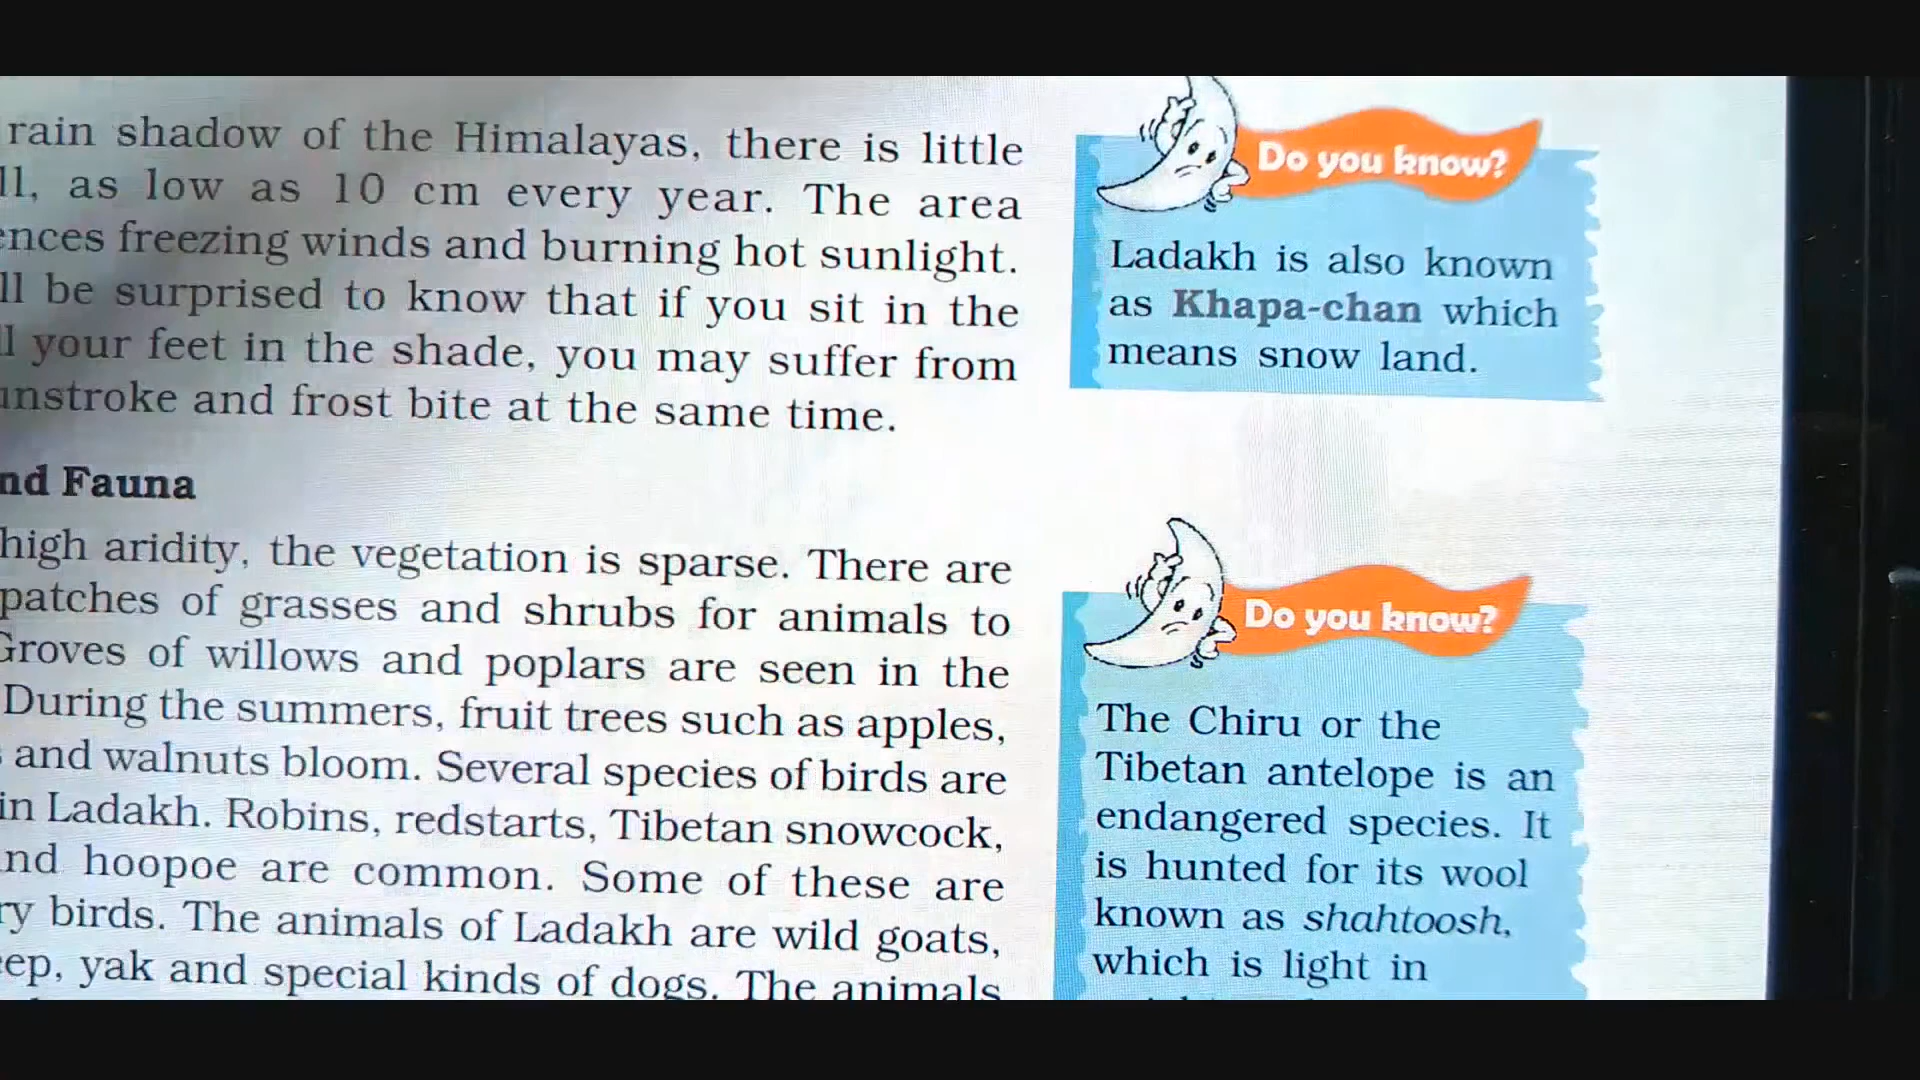 rain shadow of the Himalayas, there is little
as low as 10 cm every year. The area
freezing winds and burning hot sunlight.
be surprised to know that if you sit in the
your feet in the shade, you may suffer from
and frost bite at the same time.
Fauna
high aridity, the vegetation is sparse. There are
patches of grasses and shrubs for animals to
Groves of willows and poplars are seen in the
During the summers, fruit trees such as apples,
and walnuts bloom. Several species of birds are
in Ladakh. Robins, redstarts, Tibetan snowcock,
hoopoe are common. Some of these are
birds. The animals of Ladakh are wild goats,
yak and special kinds of dogs. The animals
Do you know?
Ladakh is also known
as Khapa-chan which
means snow land.
Do you know?
The Chiru or the
Tibetan antelope is an
endangered species. It
is hunted for its wool
known as shahtoosh,
which is light in